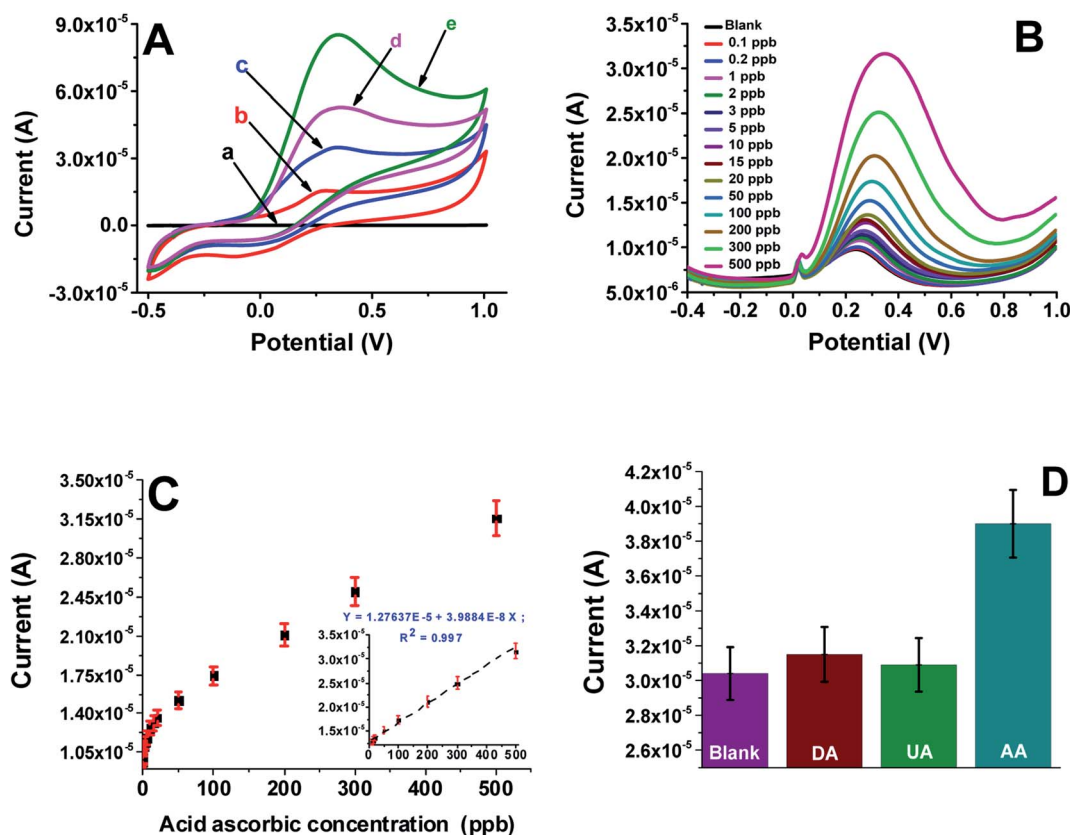 A
9.0x10-5
6.0x10-5
3.0x10-5
0.0
-3.0x10-5
Current (A)
a
b
c
d
e
-0.5
0.0
0.5
1.0
Potential (V)
B
3.5x10-5
3.0x10-5
2.5x10-5
2.0x10-5
1.5x10-5
1.0x10-5
5.0x10-6
Current (A)
Blank
0.1 ppb
0.2 ppb
1 ppb
2 ppb
3 ppb
5 ppb
10 ppb
15 ppb
20 ppb
50 ppb
100 ppb
200 ppb
300 ppb
500 ppb
-0.4
-0.2
0.0
0.2
0.4
0.6
0.8
1.0
Potential (V)
C
3.50x10-5
3.15x10-5
2.80x10-5
2.45x10-5
2.10x10-5
1.75x10-5
1.40x10-5
1.05x10-5
Current (A)
Y = 1.27637E-5 + 3.9884E-8 X ;
R2 = 0.997
3.5x10-5
3.0x10-5
2.5x10-5
2.0x10-5
1.5x10-5
0
100
200
300
400
500
0
100
200
300
400
500
Acid ascorbic concentration (ppb)
D
4.2x10-5
4.0x10-5
3.8x10-5
3.6x10-5
3.4x10-5
3.2x10-5
3.0x10-5
2.8x10-5
2.6x10-5
Current (A)
Blank
DA
UA
AA